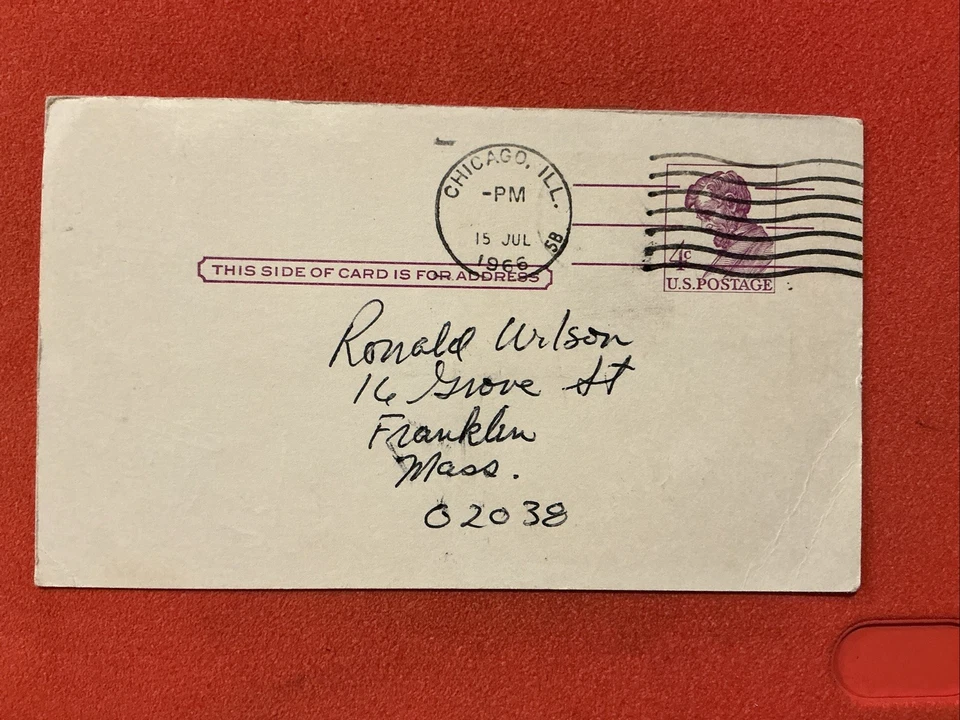 CHICAGO, ILL.
-PM
15 JUL
1966
5B
4c
U.S.POSTAGE
THIS SIDE OF CARD IS FOR ADDRESS
Ronald Wilson
16 Grove St
Franklin
Mass.
02038